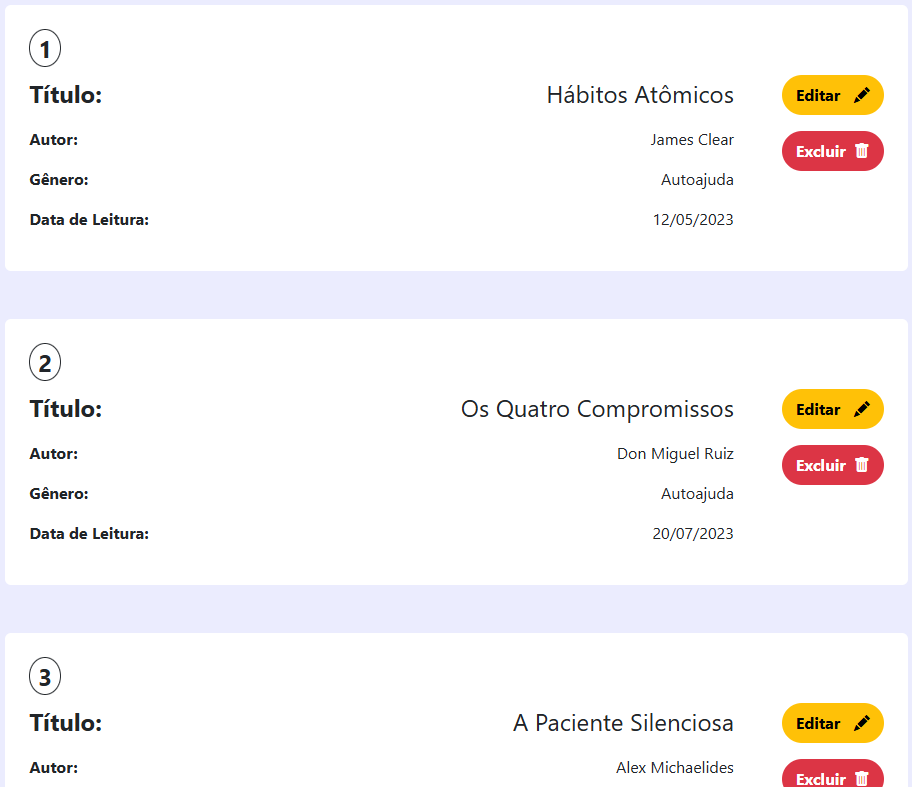 1
Título: Hábitos Atômicos Editar
Autor: James Clear
Excluir
Gênero: Autoajuda
Data de Leitura: 12/05/2023
2
Título: Os Quatro Compromissos Editar
Autor: Don Miguel Ruiz
Excluir
Gênero: Autoajuda
Data de Leitura: 20/07/2023
3
Título: A Paciente Silenciosa Editar
Autor: Alex Michaelides
Excluir